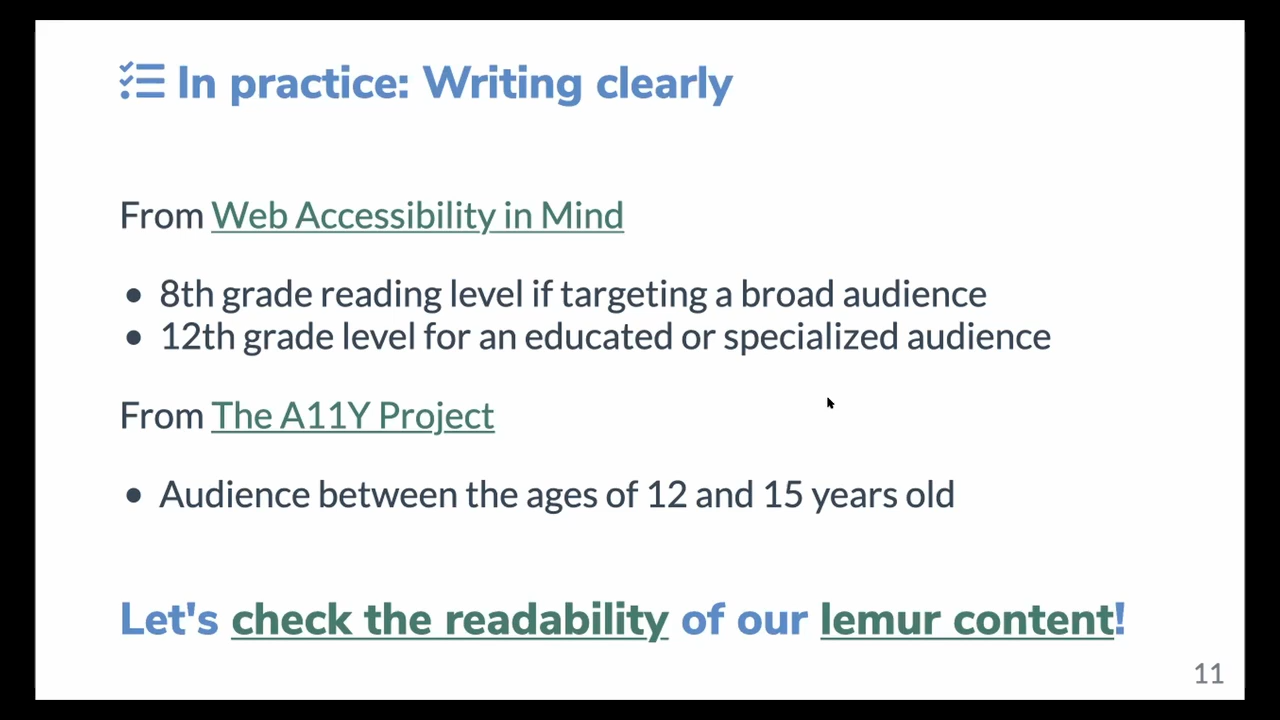 In practice: Writing clearly
From Web Accessibility in Mind
• 8th grade reading level if targeting a broad audience
• 12th grade level for an educated or specialized audience
From The A11Y Project
• Audience between the ages of 12 and 15 years old
Let's check the readability of our lemur content!
11